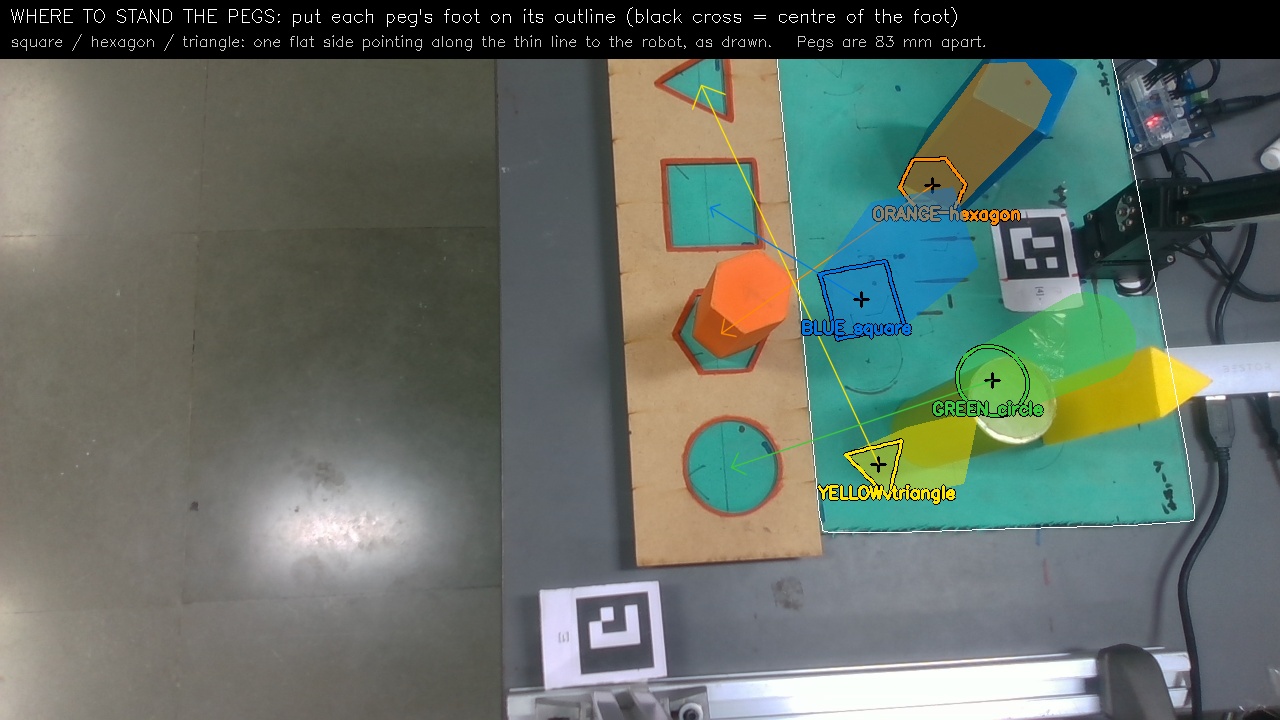 WHERE TO STAND THE PEGS: put each peg's foot on its outline (black cross = centre of the foot)
square / hexagon / triangle: one flat side pointing along the thin line to the robot, as drawn. Pegs are 83 mm apart.
ORANGE_hexagon
BLUE_square
GREEN_circle
YELLOW_triangle